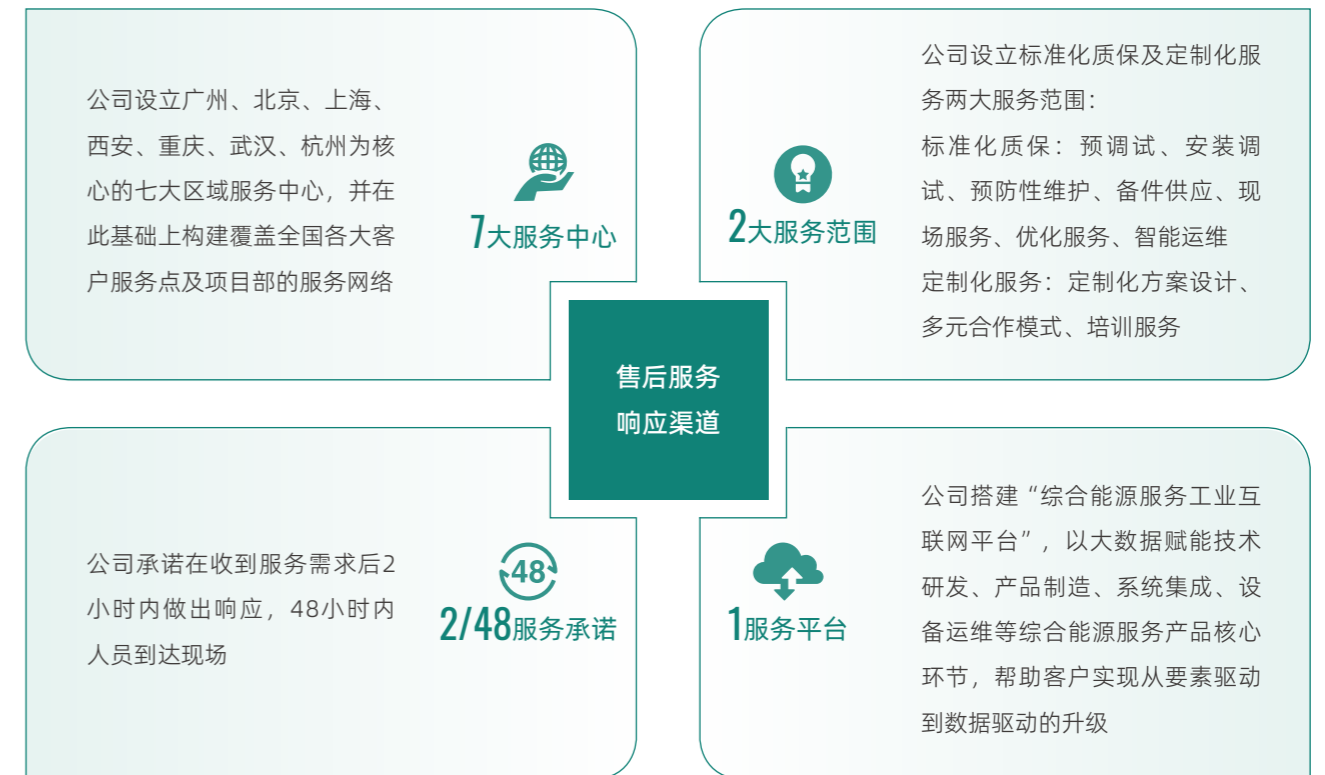 公司设立广州、北京、上海、
西安、重庆、武汉、杭州为核
心的七大区域服务中心，并在
此基础上构建覆盖全国各大客
户服务点及项目部的服务网络
7大服务中心
2大服务范围
公司设立标准化质保及定制化服
务两大服务范围：
标准化质保：预调试、安装调
试、预防性维护、备件供应、现
场服务、优化服务、智能运维
定制化服务：定制化方案设计、
多元合作模式、培训服务
售后服务
响应渠道
公司承诺在收到服务需求后2
小时内做出响应，48小时内
人员到达现场
48
2/48服务承诺
1服务平台
公司搭建“综合能源服务工业互
联网平台”，以大数据赋能技术
研发、产品制造、系统集成、设
备运维等综合能源服务产品核心
环节，帮助客户实现从要素驱动
到数据驱动的升级